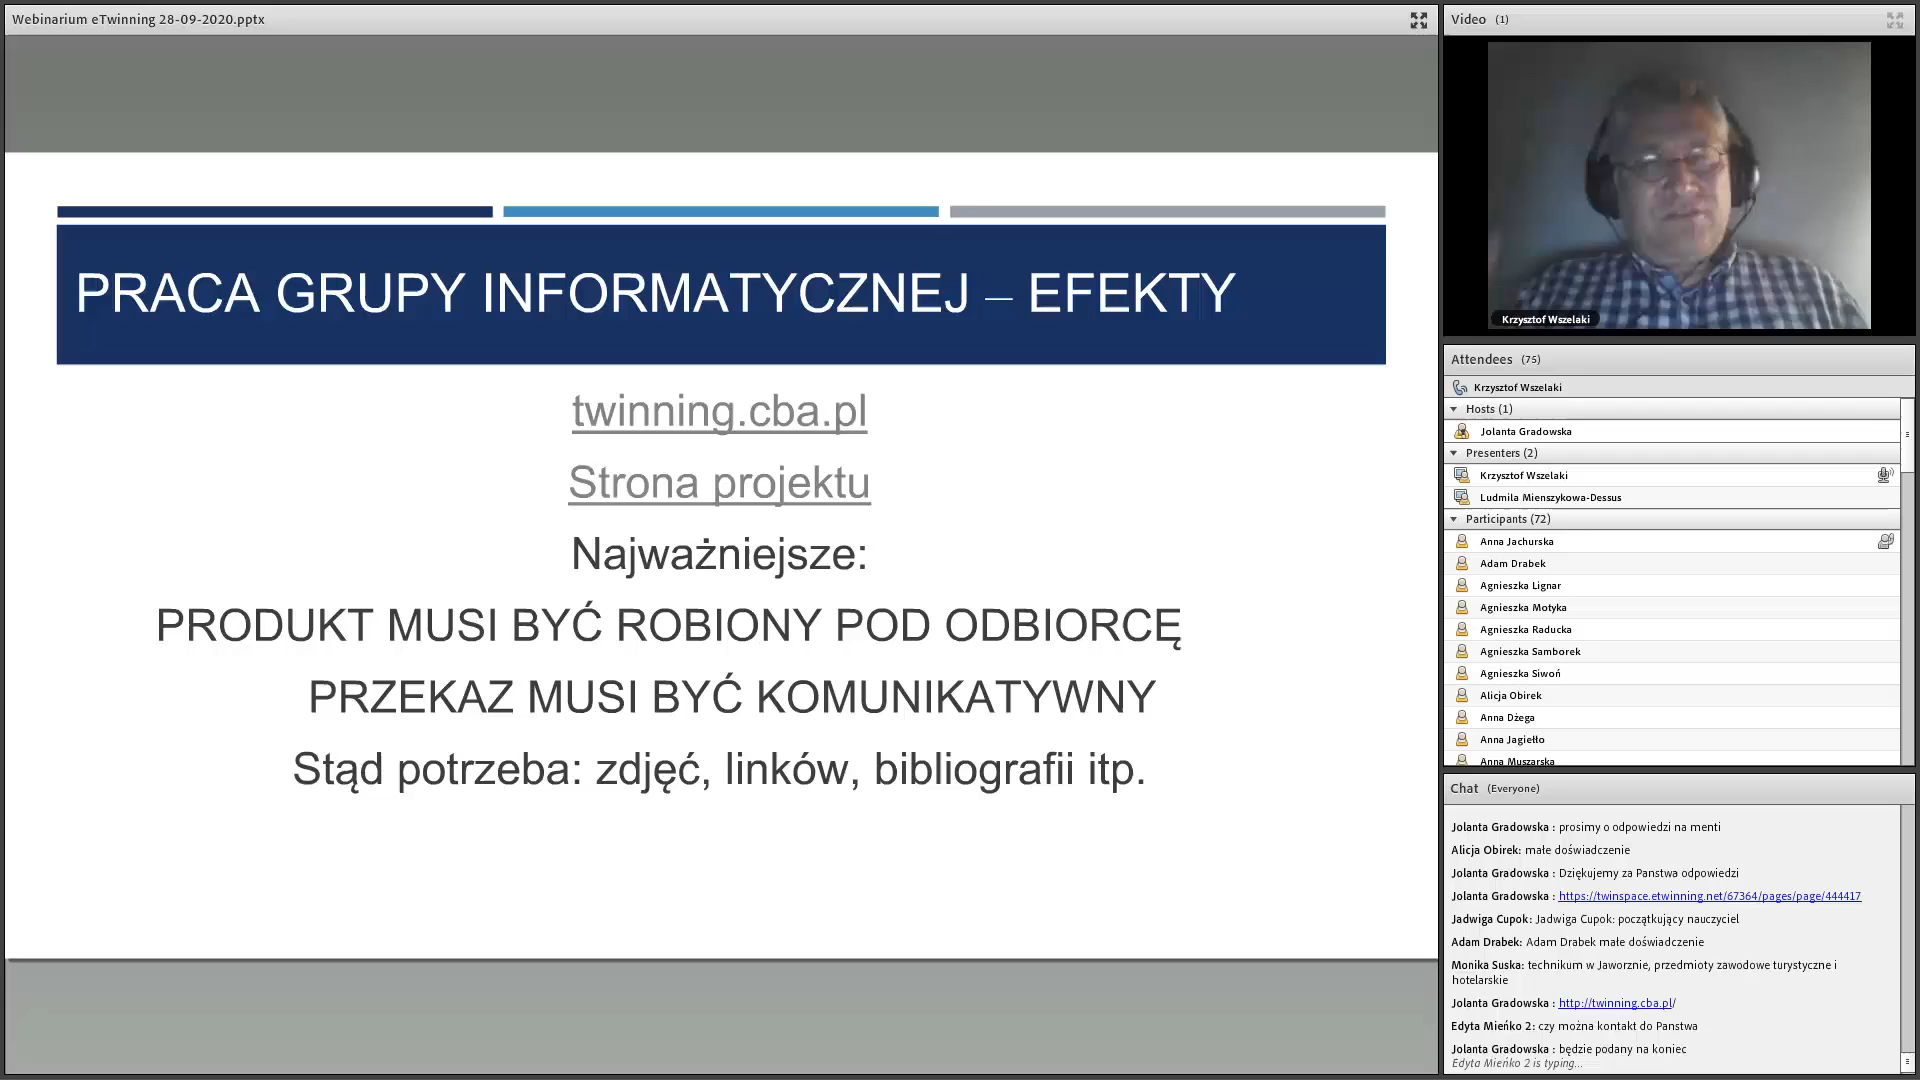 Webinarium eTwinning 28-09-2020.pptx
PRACA GRUPY INFORMATYCZNEJ – EFEKTY
twinning.cba.pl
Strona projektu
Najważniejsze:
PRODUKT MUSI BYĆ ROBIONY POD ODBIORCĘ
PRZEKAZ MUSI BYĆ KOMUNIKATYWNY
Stąd potrzeba: zdjęć, linków, bibliografii itp.
Video (1)
Krzysztof Wszelaki
Attendees (75)
Krzysztof Wszelaki
Hosts (1)
Jolanta Gradowska
Presenters (2)
Krzysztof Wszelaki
Ludmila Mienszykowa-Dessus
Participants (72)
Anna Jachurska
Adam Drabek
Agnieszka Lignar
Agnieszka Motyka
Agnieszka Raducka
Agnieszka Samborek
Agnieszka Siwoń
Alicja Obirek
Anna Dżega
Anna Jagiełło
Anna Muszarska
Chat (Everyone)
Jolanta Gradowska : prosimy o odpowiedzi na menti
Alicja Obirek: małe doświadczenie
Jolanta Gradowska : Dziękujemy za Panstwa odpowiedzi
Jolanta Gradowska : https://twinspace.etwinning.net/67364/pages/page/444417
Jadwiga Cupok: Jadwiga Cupok: początkujący nauczyciel
Adam Drabek: Adam Drabek małe doświadczenie
Monika Suska: technikum w Jaworznie, przedmioty zawodowe turystyczne i
hotelarskie
Jolanta Gradowska : http://twinning.cba.pl/
Edyta Mieńko 2: czy można kontakt do Panstwa
Jolanta Gradowska : będzie podany na koniec
Edyta Mieńko 2 is typing...